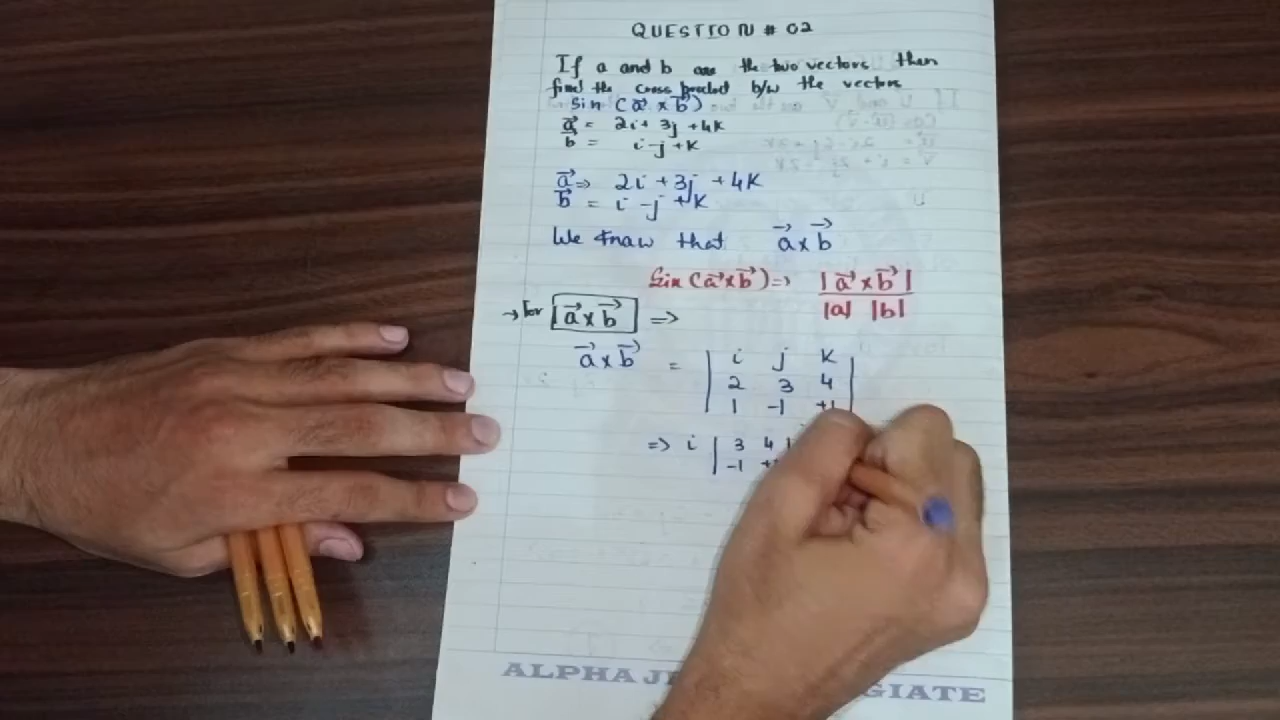 QUESTION # 02
If a and b are the two vectors then
find the cross product b/w the vectors
Sin (a⃗ × b⃗)
a⃗ = 2i + 3j + 4K
b = i - j + K
a⃗ => 2i + 3j + 4K
b⃗ = i - j + K
We know that a⃗ × b⃗
Sin (a⃗ × b⃗) => |a⃗ × b⃗|
|a| |b|
→ For |a⃗ × b⃗| =>
a⃗ × b⃗ = | i j K |
2 3 4
1 -1 +1
=> i | 3 4 |
-1
ALPHA
GIATE